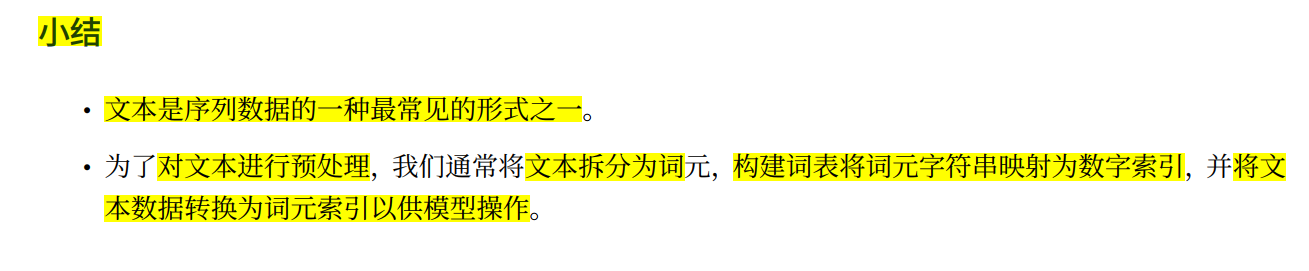 小结
• 文本是序列数据的一种最常见的形式之一。
• 为了对文本进行预处理，我们通常将文本拆分为词元，构建词表将词元字符串映射为数字索引，并将文
本数据转换为词元索引以供模型操作。